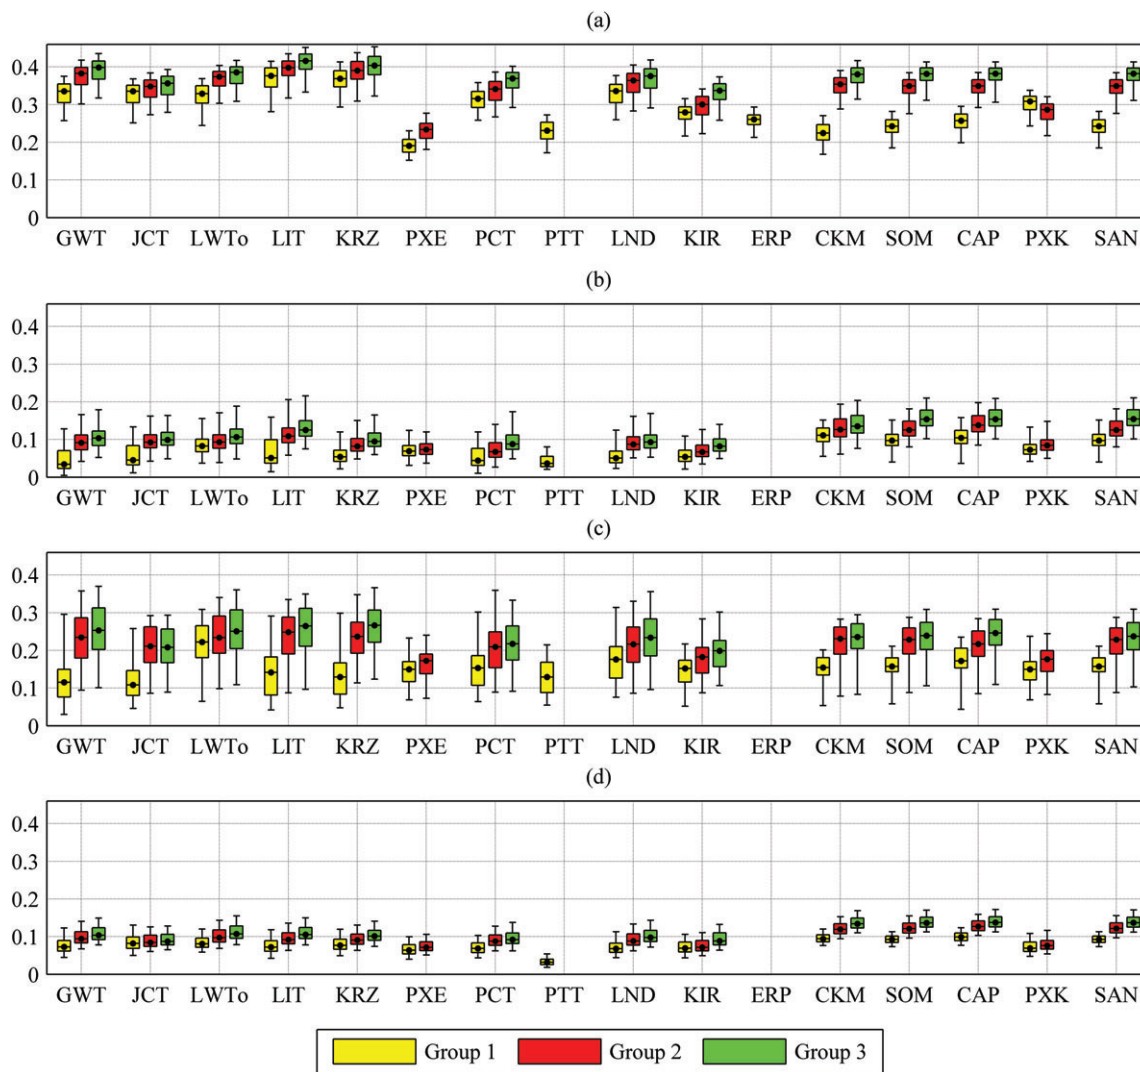 (a)
0.4
0.3
0.2
0.1
0
GWT JCT LWTo LIT KRZ PXE PCT PTT LND KIR ERP CKM SOM CAP PXK SAN
(b)
0.4
0.3
0.2
0.1
0
GWT JCT LWTo LIT KRZ PXE PCT PTT LND KIR ERP CKM SOM CAP PXK SAN
(c)
0.4
0.3
0.2
0.1
0
GWT JCT LWTo LIT KRZ PXE PCT PTT LND KIR ERP CKM SOM CAP PXK SAN
(d)
0.4
0.3
0.2
0.1
0
GWT JCT LWTo LIT KRZ PXE PCT PTT LND KIR ERP CKM SOM CAP PXK SAN
Group 1 Group 2 Group 3